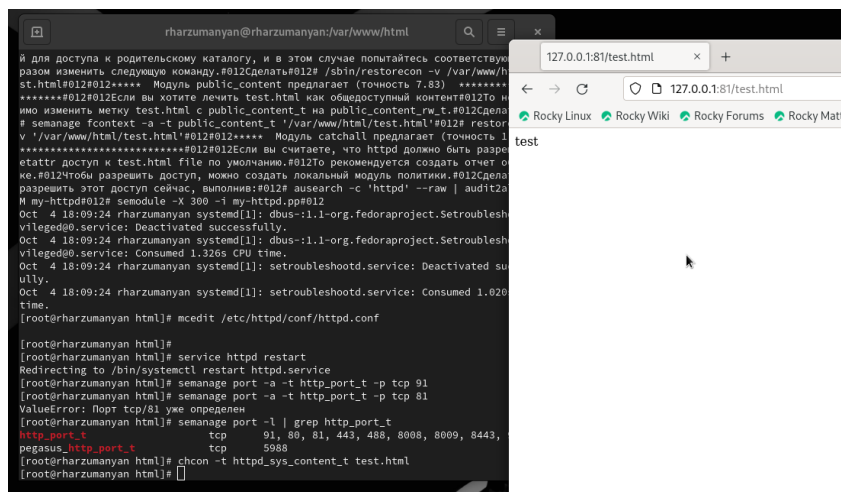 rharzumanyan@rharzumanyan:/var/www/html
й для доступа к родительскому каталогу, и в этом случае попытайтесь
разом изменить следующую команду.#012Сделать#012# /sbin/restorecon -v
st.html#012#012***** Модуль public_content предлагает (точность 7.83) ********
*******#012#012Если вы хотите лечить test.html как общедоступный контент#012То
имо изменить метку test.html с public_content_t на public_content_rw_t.#012
# semanage fcontext -a -t public_content_t '/var/www/html/test.html'#012#
v '/var/www/html/test.html'#012#012***** Модуль catchall предлагает (точность
**************************#012#012Если вы считаете, что httpd должно быть
etattr доступ к test.html file по умолчанию.#012То рекомендуется создать отчет
ке.#012Чтобы разрешить доступ, можно создать локальный модуль политики.#012
разрешить этот доступ сейчас, выполнив:#012# ausearch -c 'httpd' --raw |
M my-httpd#012# semodule -X 300 -i my-httpd.pp#012
Oct 4 18:09:24 rharzumanyan systemd[1]: dbus-:1.1-org.fedoraproject.
vileged@0.service: Deactivated successfully.
Oct 4 18:09:24 rharzumanyan systemd[1]: dbus-:1.1-org.fedoraproject.
vileged@0.service: Consumed 1.326s CPU time.
Oct 4 18:09:24 rharzumanyan systemd[1]: setroubleshootd.service: Deactivated su
ully.
Oct 4 18:09:24 rharzumanyan systemd[1]: setroubleshootd.service: Consumed 1.020
time.
[root@rharzumanyan html]# mcedit /etc/httpd/conf/httpd.conf
[root@rharzumanyan html]#
[root@rharzumanyan html]# service httpd restart
Redirecting to /bin/systemctl restart httpd.service
[root@rharzumanyan html]# semanage port -a -t http_port_t -p tcp 91
[root@rharzumanyan html]# semanage port -a -t http_port_t -p tcp 81
ValueError: Порт tcp/81 уже определен
[root@rharzumanyan html]# semanage port -l | grep http_port_t
http_port_t tcp 91, 80, 81, 443, 488, 8008, 8009, 8443,
pegasus_http_port_t tcp 5988
[root@rharzumanyan html]# chcon -t httpd_sys_content_t test.html
[root@rharzumanyan html]#
127.0.0.1:81/test.html
127.0.0.1:81/test.html
Rocky Linux Rocky Wiki Rocky Forums Rocky Mat
test